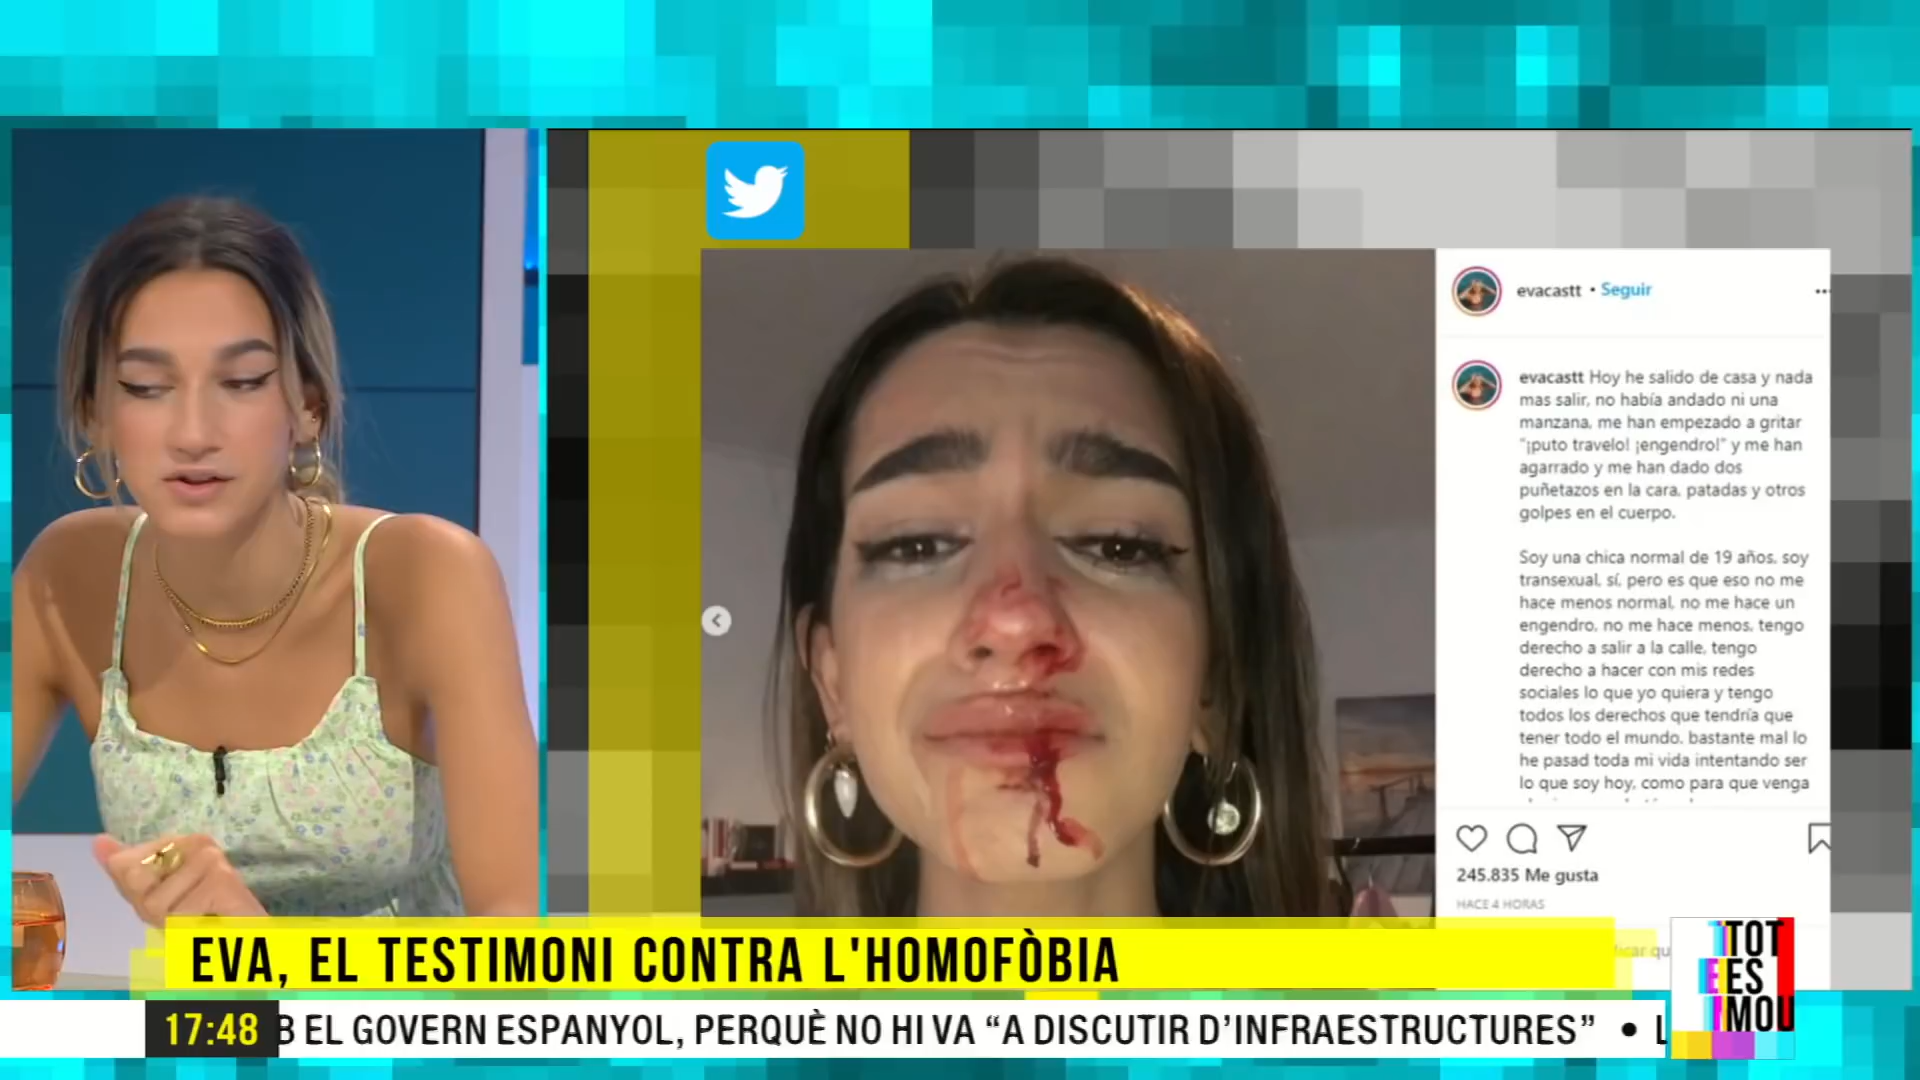 evacastt • Seguir
evacastt Hoy he salido de casa y nada
mas salir, no había andado ni una
manzana, me han empezado a gritar
"¡puto travelo! ¡engendro!" y me han
agarrado y me han dado dos
puñetazos en la cara, patadas y otros
golpes en el cuerpo.
Soy una chica normal de 19 años, soy
transexual, sí, pero es que eso no me
hace menos normal, no me hace un
engendro, no me hace menos, tengo
derecho a salir a la calle, tengo
derecho a hacer con mis redes
sociales lo que yo quiera y tengo
todos los derechos que tendría que
tener todo el mundo. bastante mal lo
he pasad toda mi vida intentando ser
lo que soy hoy, como para que venga
245.835 Me gusta
HACE 4 HORAS
EVA, EL TESTIMONI CONTRA L'HOMOFÒBIA
TOT
ES
MOU
17:48 B EL GOVERN ESPANYOL, PERQUÈ NO HI VA “A DISCUTIR D’INFRAESTRUCTURES” • L